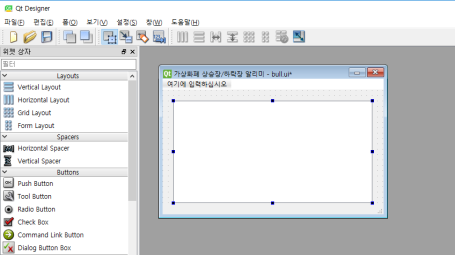 Qt Designer
파일(F) 편집(E) 폼(O) 보기(V) 설정(S) 창(W) 도움말(H)
위젯 상자
필터
Layouts
Vertical Layout
Horizontal Layout
Grid Layout
Form Layout
Spacers
Horizontal Spacer
Vertical Spacer
Buttons
Push Button
Tool Button
Radio Button
Check Box
Command Link Button
Dialog Button Box
가상화폐 상승장/하락장 알리미 - bull.ui*
여기에 입력하십시오